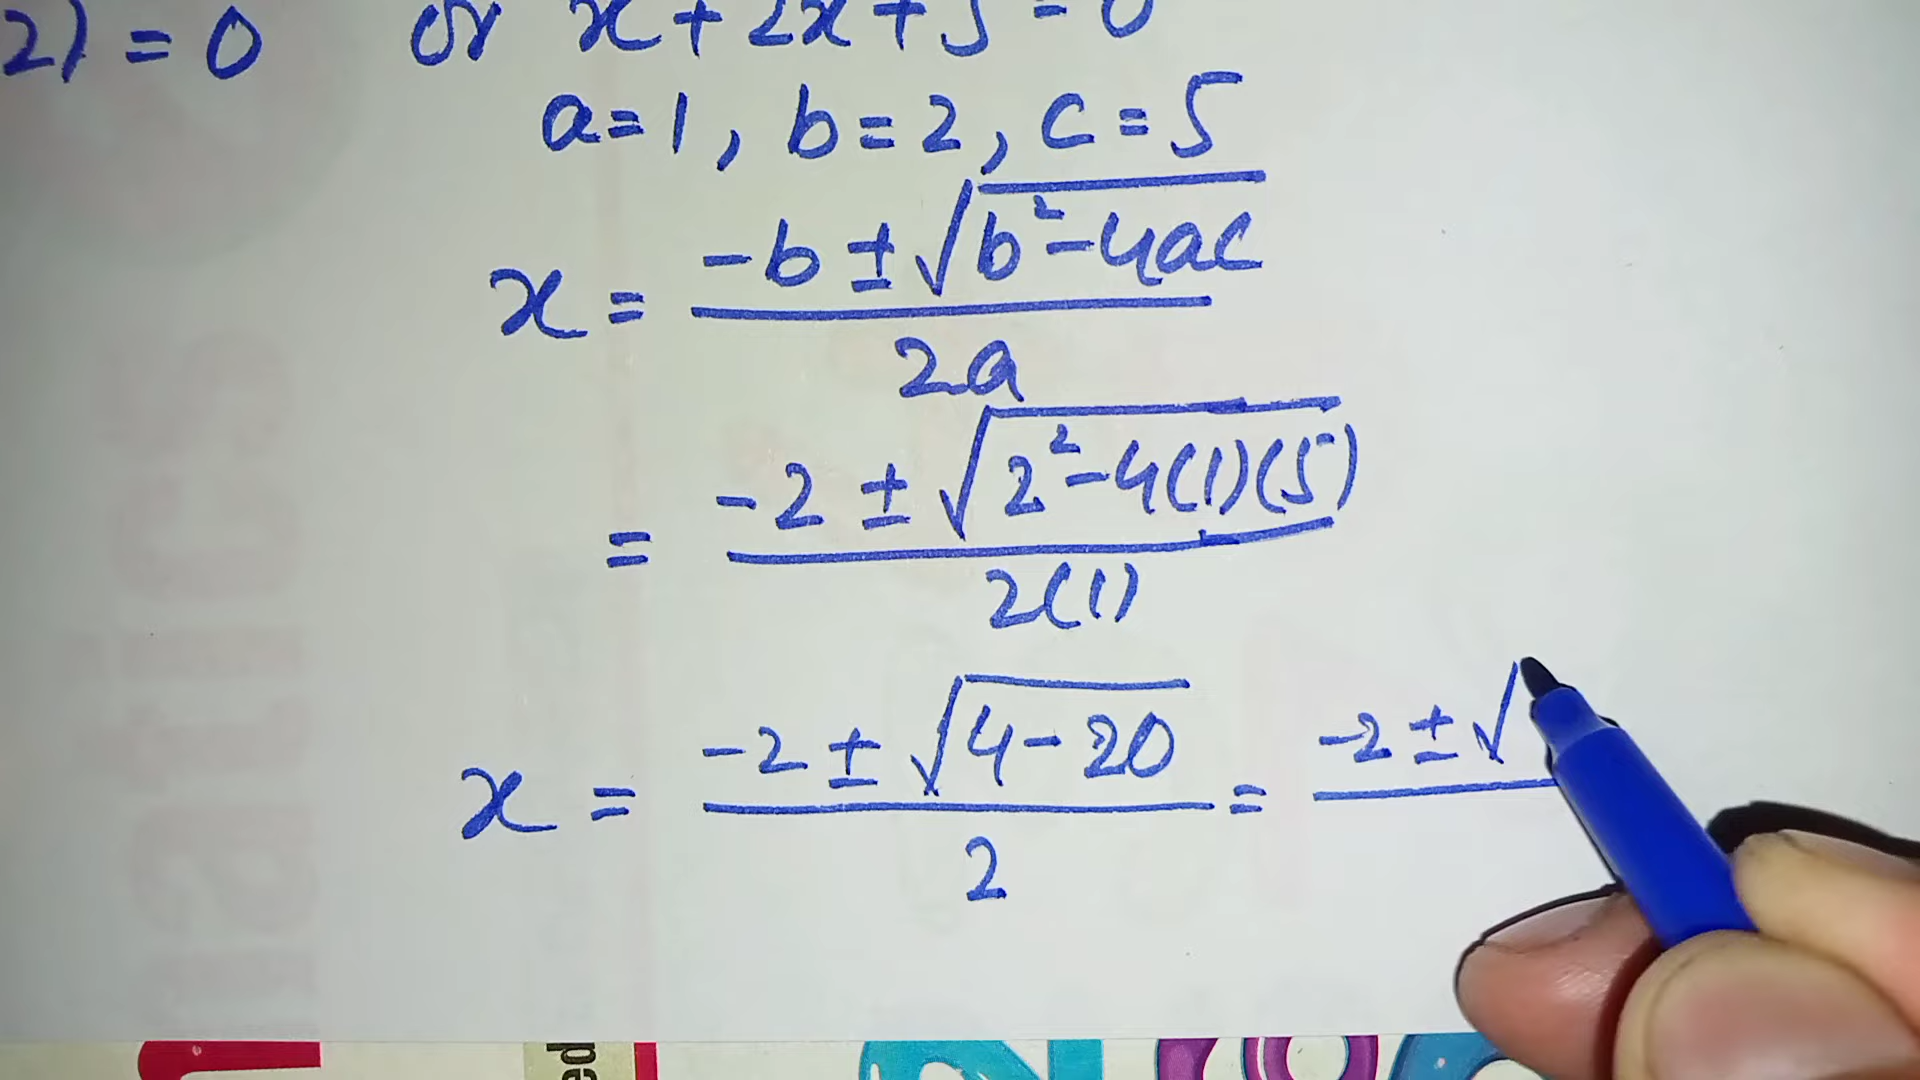 2) = 0 or x + 2x + 5 = 0
a=1, b=2, c=5
x = (-b ± √(b²-4ac)) / 2a
= (-2 ± √(2²-4(1)(5))) / 2(1)
x = (-2 ± √(4-20)) / 2 = -2 ± √
ed